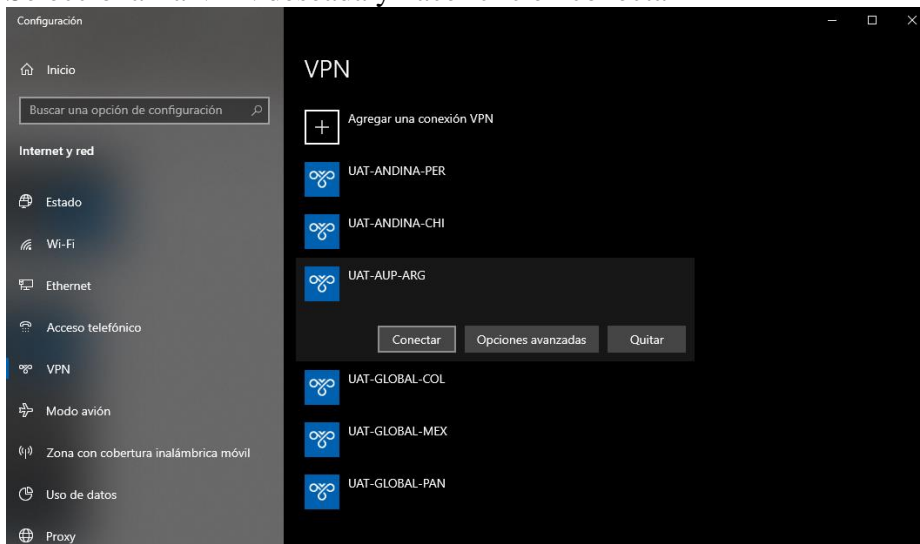 Configuración
Inicio
Buscar una opción de configuración
Internet y red
Estado
Wi-Fi
Ethernet
Acceso telefónico
VPN
Modo avión
Zona con cobertura inalámbrica móvil
Uso de datos
Proxy
VPN
Agregar una conexión VPN
UAT-ANDINA-PER
UAT-ANDINA-CHI
UAT-AUP-ARG
Conectar Opciones avanzadas Quitar
UAT-GLOBAL-COL
UAT-GLOBAL-MEX
UAT-GLOBAL-PAN